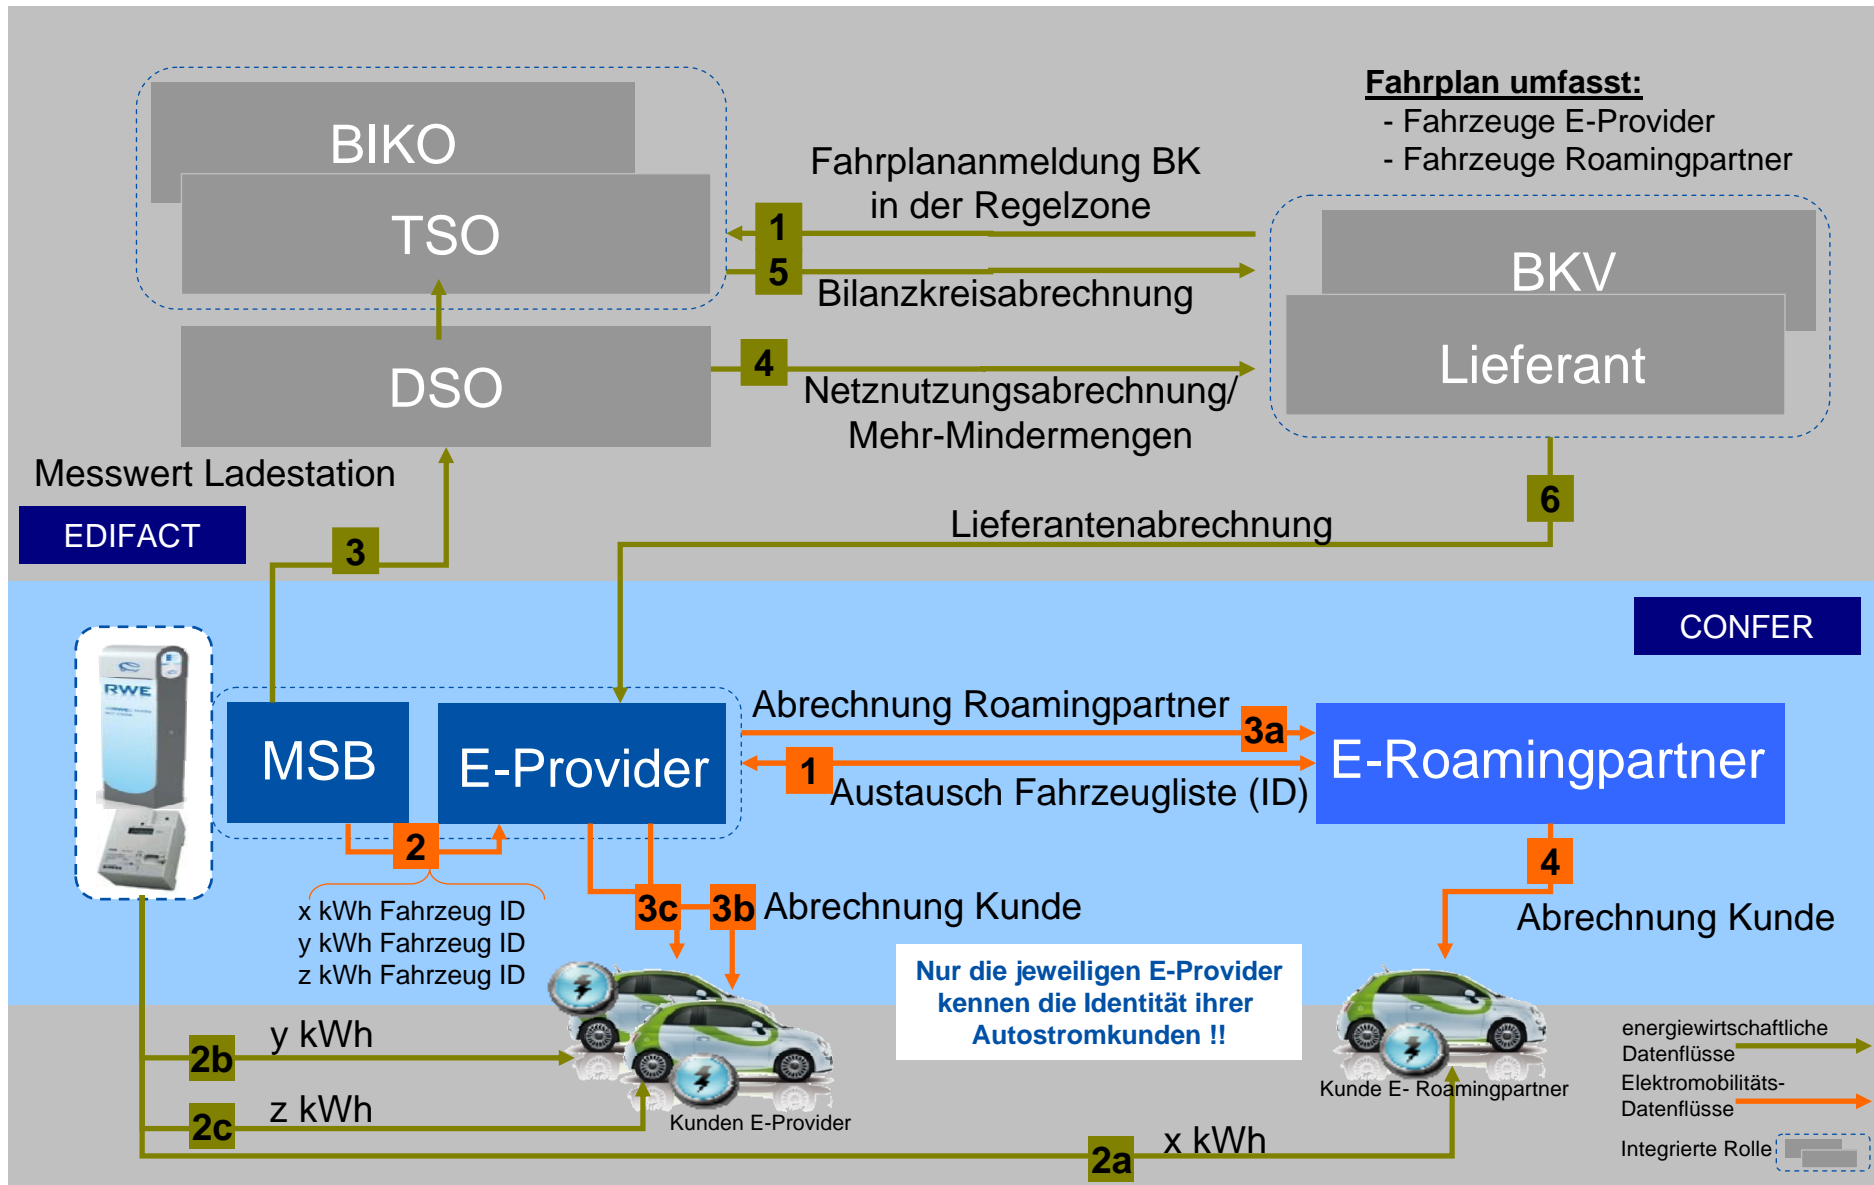 Fahrplan umfasst:
- Fahrzeuge E-Provider
- Fahrzeuge Roamingpartner
BIKO
TSO
Fahrplananmeldung BK
in der Regelzone
1
5
Bilanzkreisabrechnung
BKV
Lieferant
DSO
4
Netznutzungsabrechnung/
Mehr-Mindermengen
Messwert Ladestation
EDIFACT
3
6
Lieferantenabrechnung
CONFER
RWE
MSB
E-Provider
Abrechnung Roamingpartner
3a
1
Austausch Fahrzeugliste (ID)
E-Roamingpartner
2
x kWh Fahrzeug ID
y kWh Fahrzeug ID
z kWh Fahrzeug ID
3c
3b
Abrechnung Kunde
4
Abrechnung Kunde
Nur die jeweiligen E-Provider
kennen die Identität ihrer
Autostromkunden !!
2b
y kWh
2c
z kWh
2a
x kWh
Kunden E-Provider
Kunde E- Roamingpartner
energiewirtschaftliche
Datenflüsse
Elektromobilitäts-
Datenflüsse
Integrierte Rolle